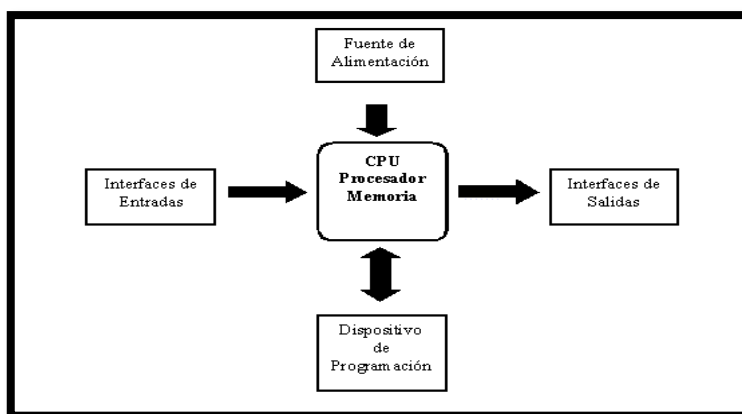 Fuente de
Alimentación
CPU
Procesador
Memoria
Interfaces de
Entradas
Interfaces de
Salidas
Dispositivo
de
Programación